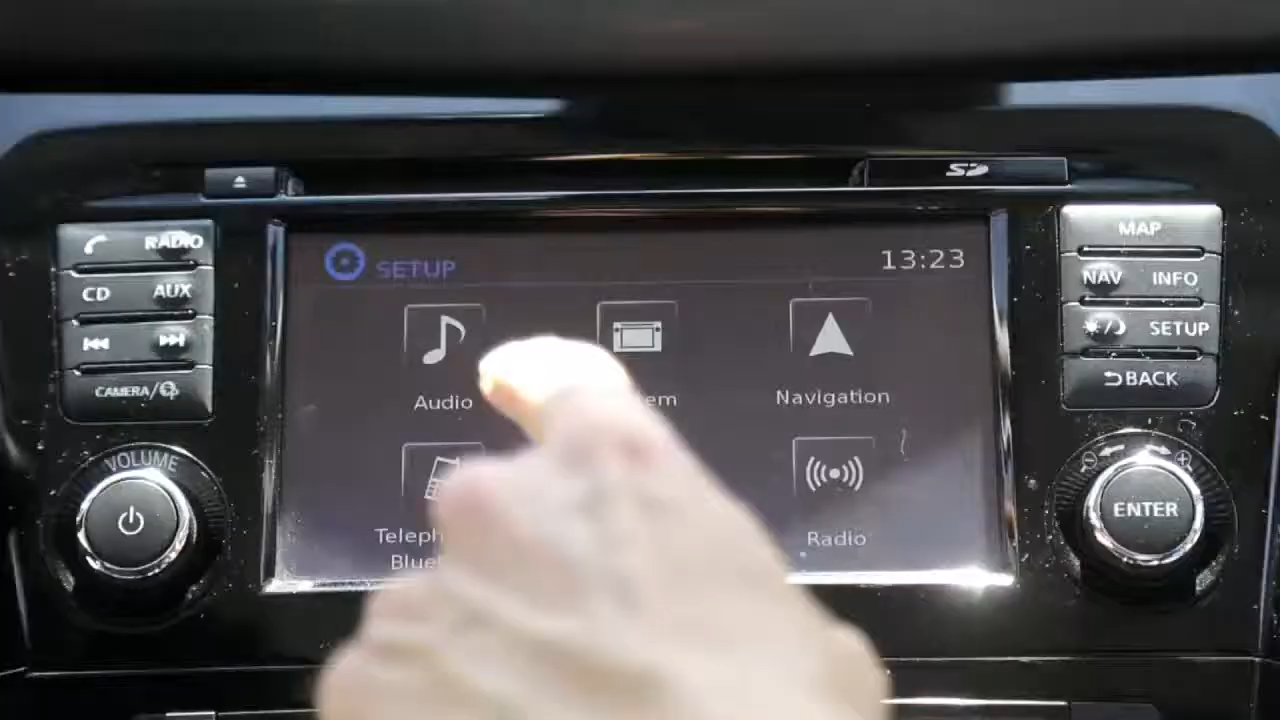 SD
RADIO
CD AUX
CAMERA/
VOLUME
SETUP
13:23
Audio
Navigation
Radio
MAP
NAV INFO
SETUP
BACK
ENTER